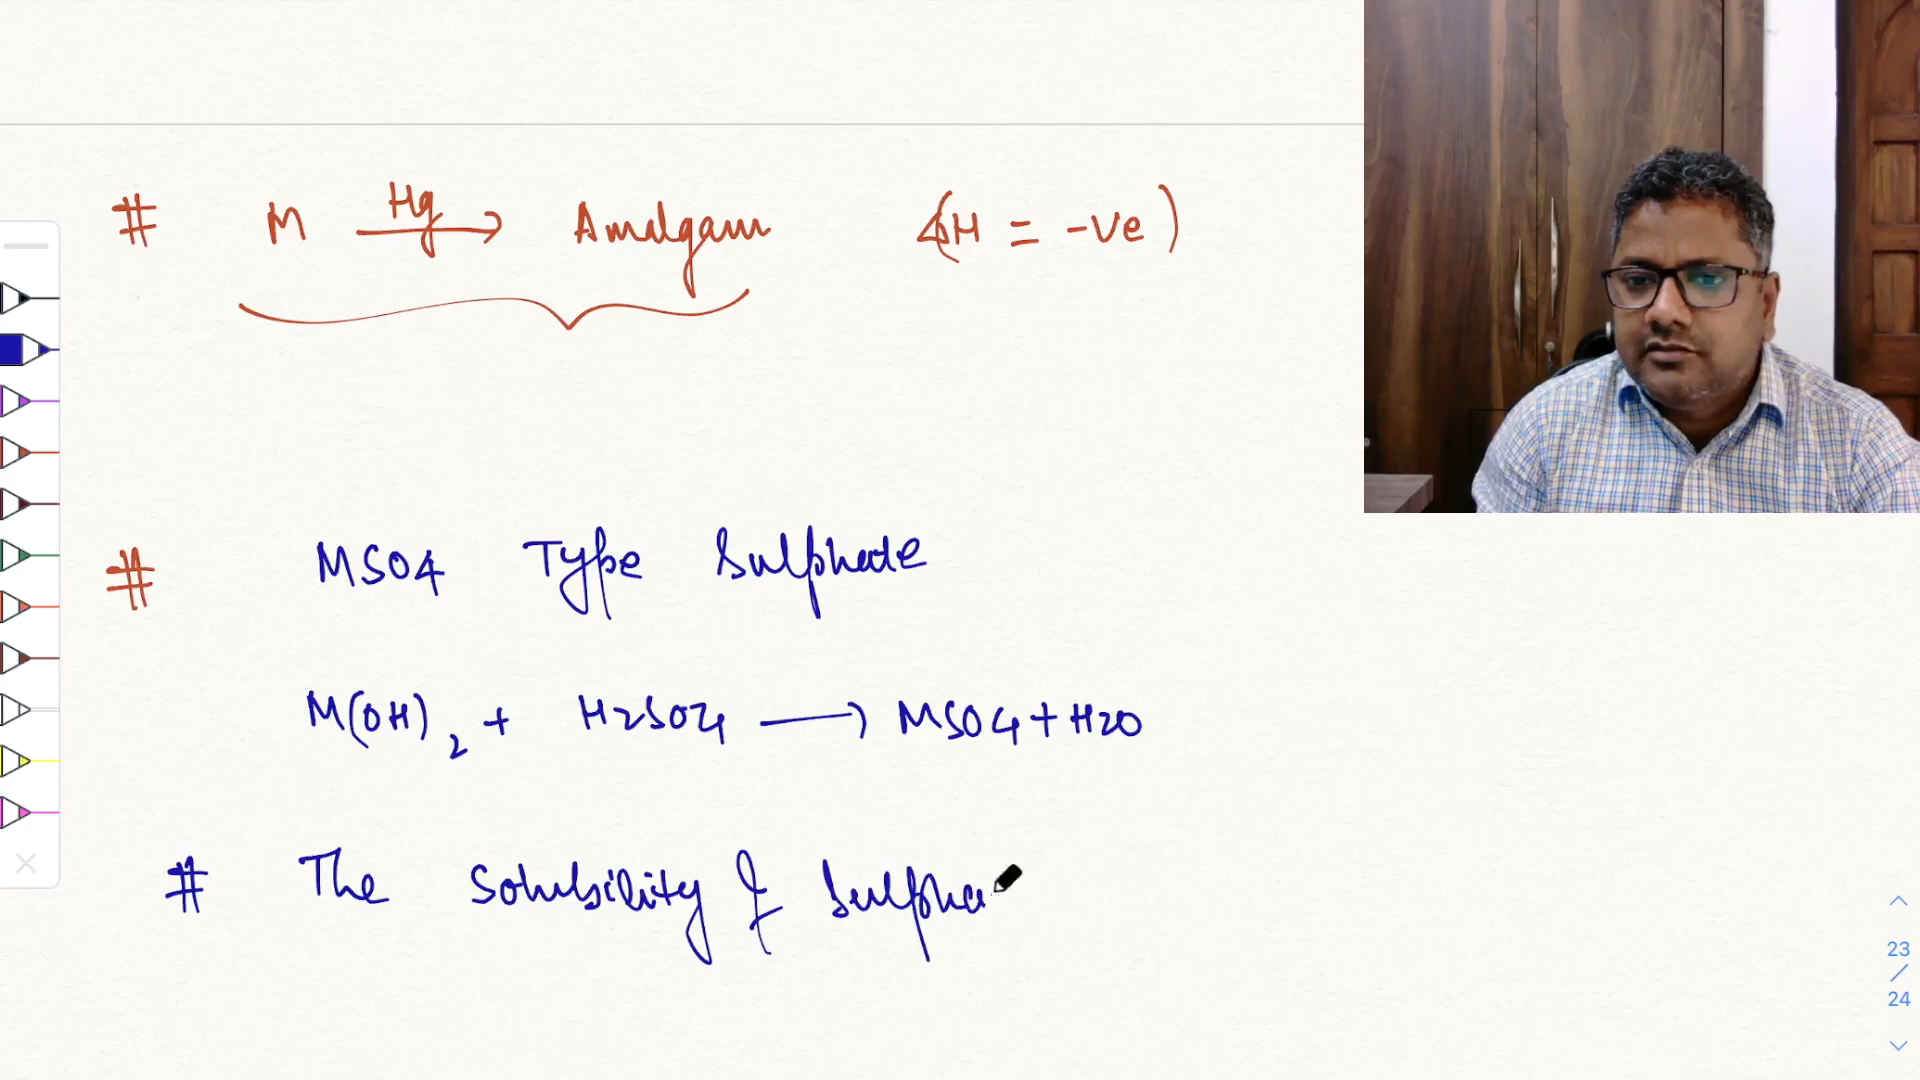 # M Hg → Amalgam (ΔH = -ve)
# MSO4 Type Sulphate
M(OH)2 + H2SO4 → MSO4 + H2O
# The Solubility of Sulpha
23
/
24